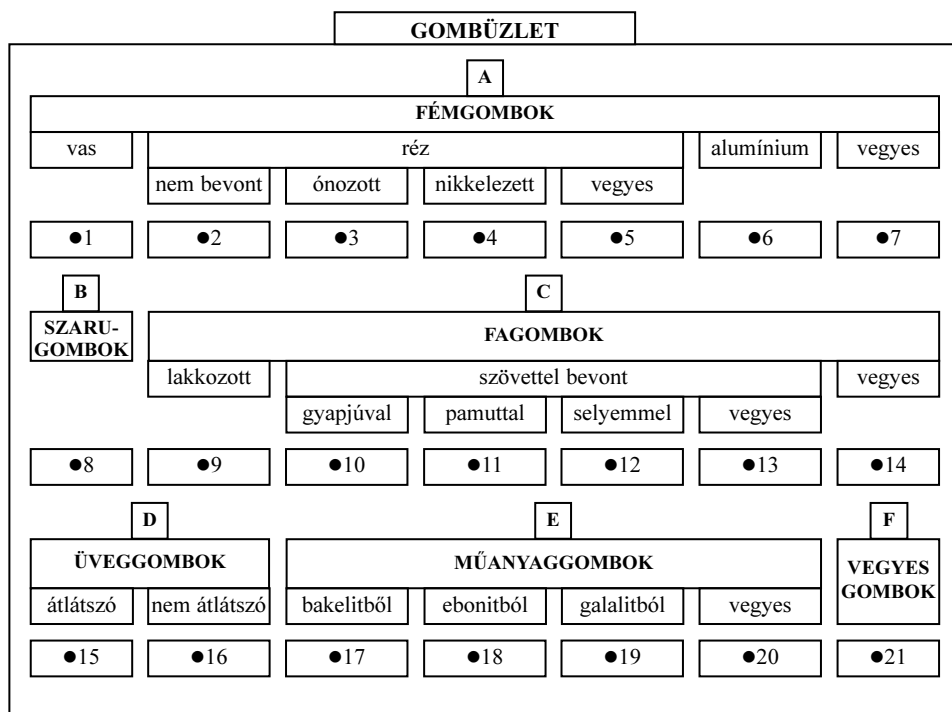 GOMBÜZLET
A
FÉMGOMBOK
vas réz alumínium vegyes
nem bevont ónozott nikkelezett vegyes
●1 ●2 ●3 ●4 ●5 ●6 ●7
B C
SZARU- FAGOMBOK
GOMBOK
lakkozott szövettel bevont vegyes
gyapjúval pamuttal selyemmel vegyes
●8 ●9 ●10 ●11 ●12 ●13 ●14
D E F
ÜVEGGOMBOK MŰANYAGGOMBOK VEGYES
GOMBOK
átlátszó nem átlátszó bakelitből ebonitból galalitból vegyes
●15 ●16 ●17 ●18 ●19 ●20 ●21